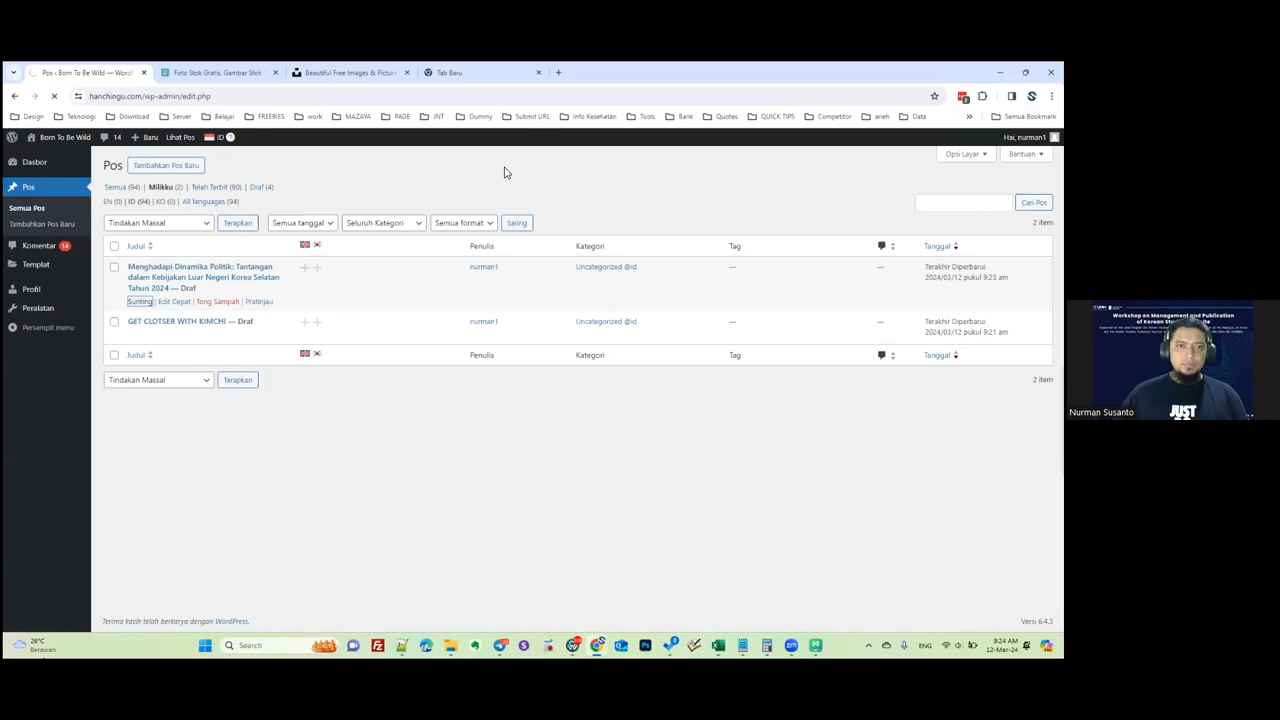 Pos ‹ Born To Be Wild — Word
Foto Stok Gratis, Gambar Stok
Beautiful Free Images & Pictur
Tab Baru
hanchingu.com/wp-admin/edit.php
Design Teknologi Download Server Belajar FREEBIES work MAZAYA PAGE JNT Dummy Submit URL Info Kesehatan Tools Bank Quotes QUICK TIPS Competitor aneh Data » Semua Bookmark
Born To Be Wild 14 Baru Lihat Pos ID ? Hai, nurman1
Opsi Layar Bantuan
Dasbor
Pos
Semua Pos
Tambahkan Pos Baru
Komentar 14
Templat
Profil
Peralatan
Persempit menu
Pos Tambahkan Pos Baru
Semua (94) | Milikku (2) | Telah Terbit (90) | Draf (4)
EN (0) | ID (94) | KO (0) | All languages (94)
Cari Pos
Tindakan Massal Terapkan Semua tanggal Seluruh Kategori Semua format Saring
2 item
Judul Penulis Kategori Tag Tanggal
Menghadapi Dinamika Politik: Tantangan
dalam Kebijakan Luar Negeri Korea Selatan
Tahun 2024 — Draf
Sunting | Edit Cepat | Tong Sampah | Pratinjau
nurman1
Uncategorized @id
—
—
Terakhir Diperbarui
2024/03/12 pukul 9:23 am
GET CLOTSER WITH KIMCHI — Draf
nurman1
Uncategorized @id
—
—
Terakhir Diperbarui
2024/03/12 pukul 9:21 am
Judul Penulis Kategori Tag Tanggal
Tindakan Massal Terapkan
2 item
Terima kasih telah berkarya dengan WordPress.
Versi 6.4.3
26°C
Berawan
Search
ENG
9:24 AM
12-Mar-24
Workshop on Management and Publication
of Korean Stu
JUST
Nurman Susanto